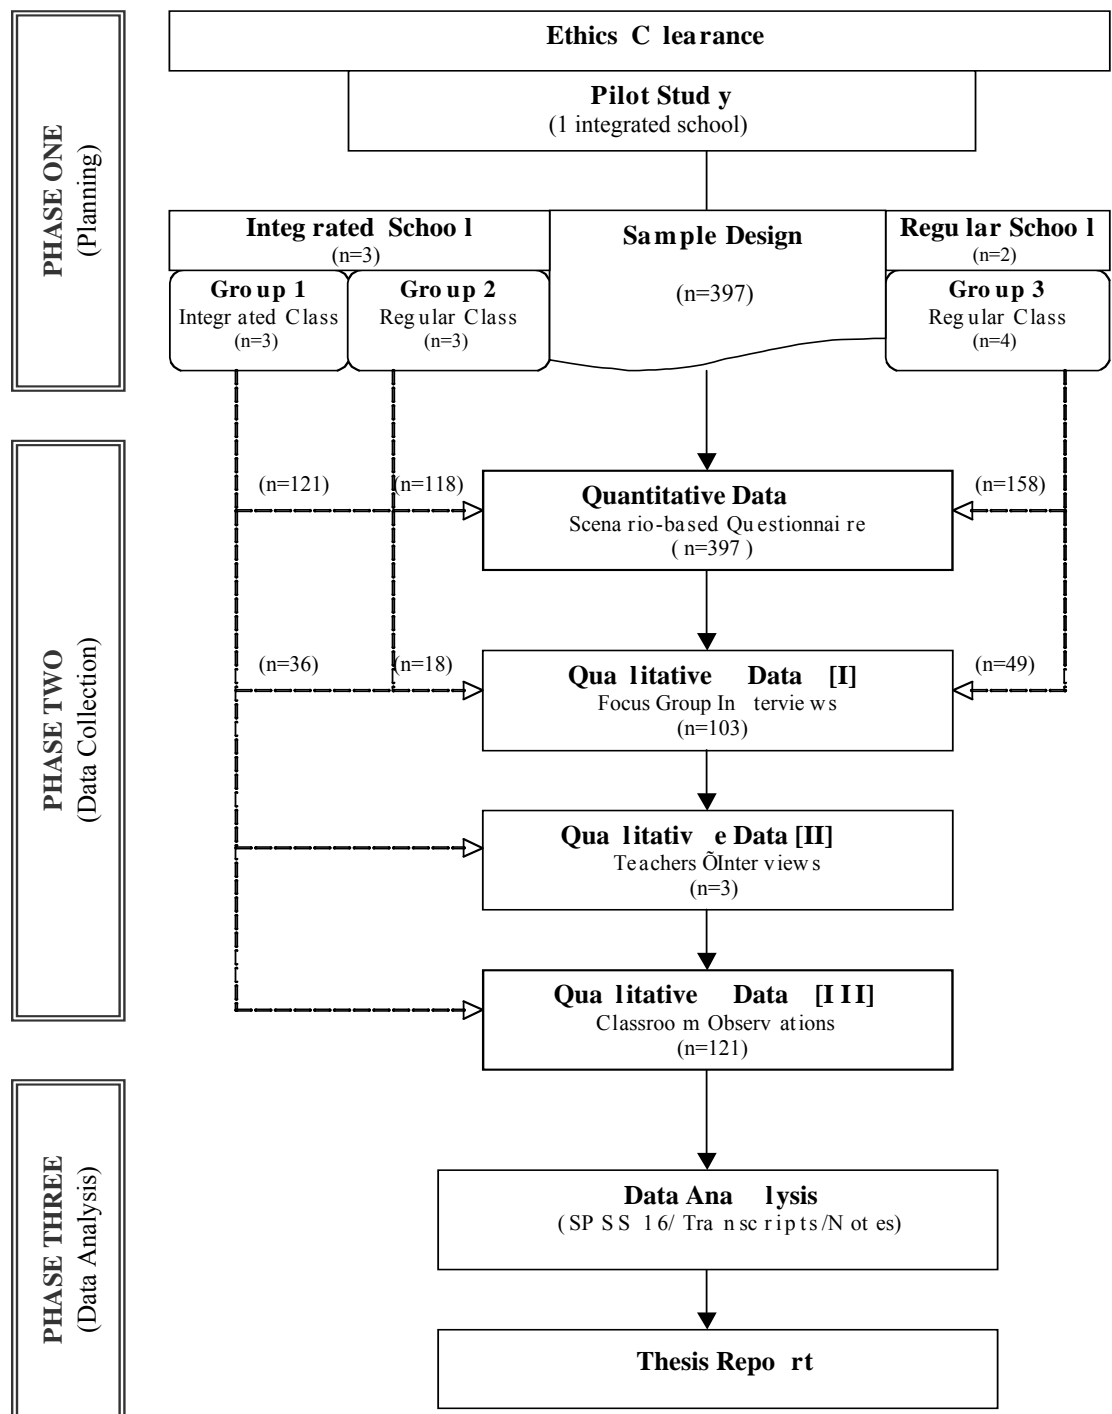 PHASE ONE
(Planning)
Ethics Clearance
Pilot Study
(1 integrated school)
Integrated School
(n=3)
Sample Design
(n=397)
Regular School
(n=2)
Group 1
Integrated Class
(n=3)
Group 2
Regular Class
(n=3)
Group 3
Regular Class
(n=4)
PHASE TWO
(Data Collection)
(n=121)
(n=118)
Quantitative Data
Scenario-based Questionnaire
(n=397)
(n=158)
(n=36)
(n=18)
Qualitative Data [I]
Focus Group Interviews
(n=103)
(n=49)
Qualitative Data [II]
Teachers ÕInterviews
(n=3)
Qualitative Data [III]
Classroom Observations
(n=121)
PHASE THREE
(Data Analysis)
Data Analysis
(SPSS 16/ Transcripts/Notes)
Thesis Report